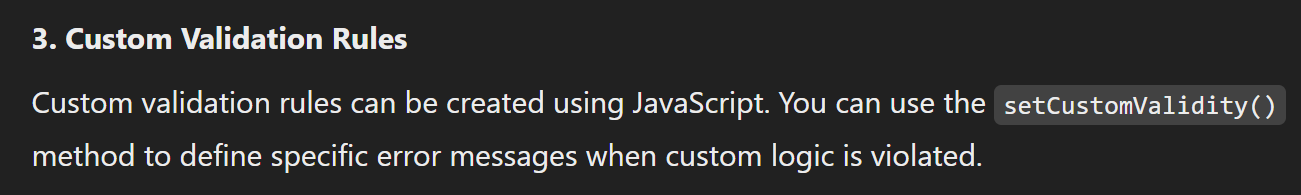 3. Custom Validation Rules
Custom validation rules can be created using JavaScript. You can use the setCustomValidity()
method to define specific error messages when custom logic is violated.